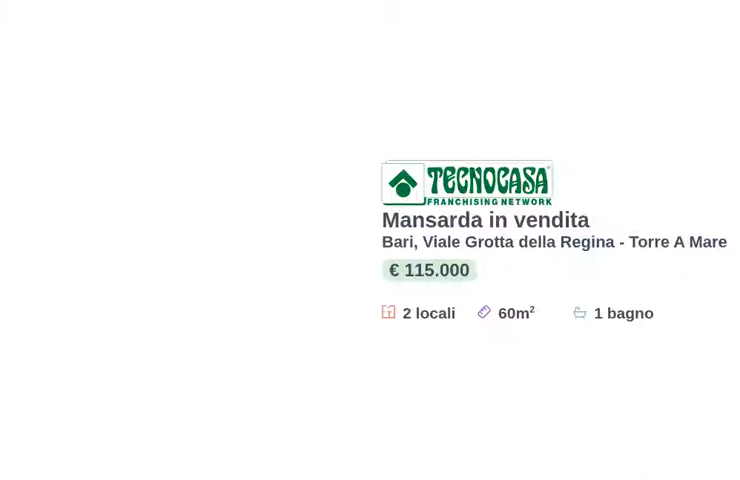 TECNOCASA
FRANCHISING NETWORK
Mansarda in vendita
Bari, Viale Grotta della Regina - Torre A Mare
€ 115.000
2 locali 60m² 1 bagno